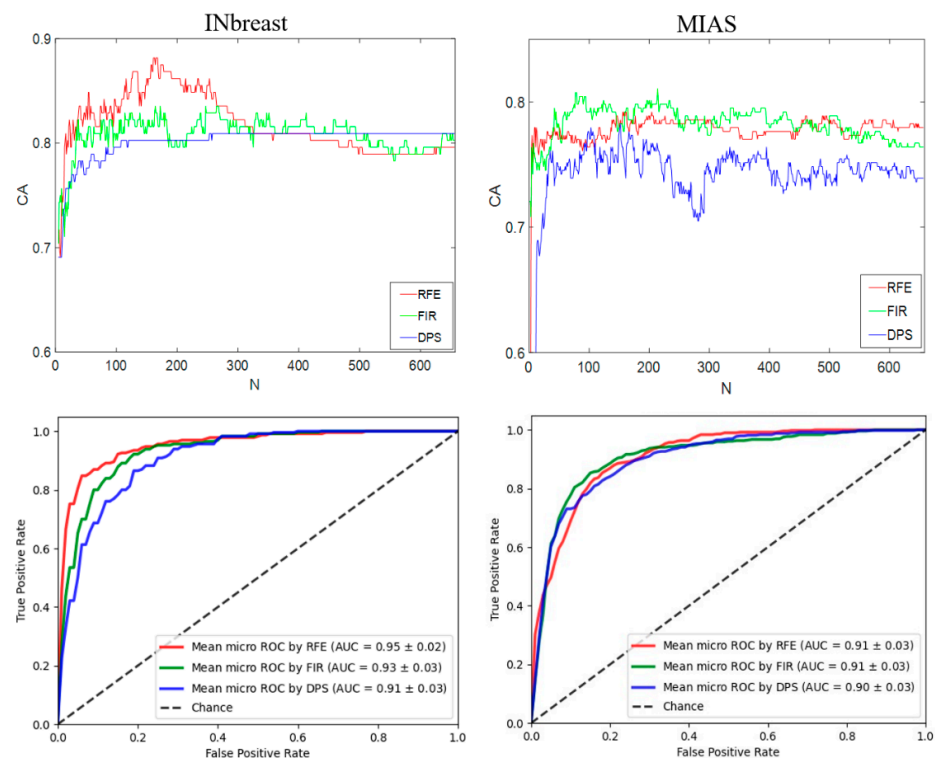 INbreast
MIAS
0.9
0.8
0.7
0.6
CA
0 100 200 300 400 500 600
N
RFE
FIR
DPS
0.8
0.7
0.6
CA
0 100 200 300 400 500 600
N
RFE
FIR
DPS
1.0
0.8
0.6
0.4
0.2
0.0
True Positive Rate
Mean micro ROC by RFE (AUC = 0.95 ± 0.02)
Mean micro ROC by FIR (AUC = 0.93 ± 0.03)
Mean micro ROC by DPS (AUC = 0.91 ± 0.03)
Chance
0.0 0.2 0.4 0.6 0.8 1.0
False Positive Rate
1.0
0.8
0.6
0.4
0.2
0.0
True Positive Rate
Mean micro ROC by RFE (AUC = 0.91 ± 0.03)
Mean micro ROC by FIR (AUC = 0.91 ± 0.03)
Mean micro ROC by DPS (AUC = 0.90 ± 0.03)
Chance
0.0 0.2 0.4 0.6 0.8 1.0
False Positive Rate